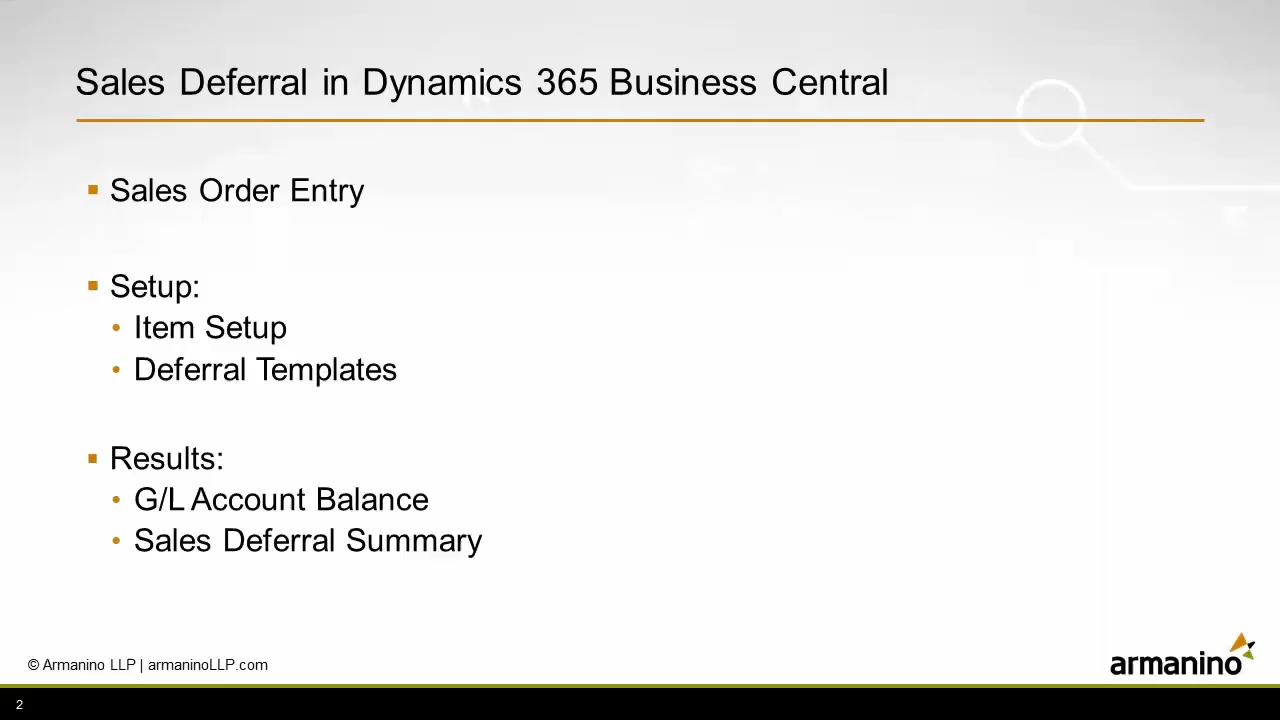 Sales Deferral in Dynamics 365 Business Central
▪ Sales Order Entry
▪ Setup:
• Item Setup
• Deferral Templates
▪ Results:
• G/L Account Balance
• Sales Deferral Summary
© Armanino LLP | armaninoLLP.com
armanino
2